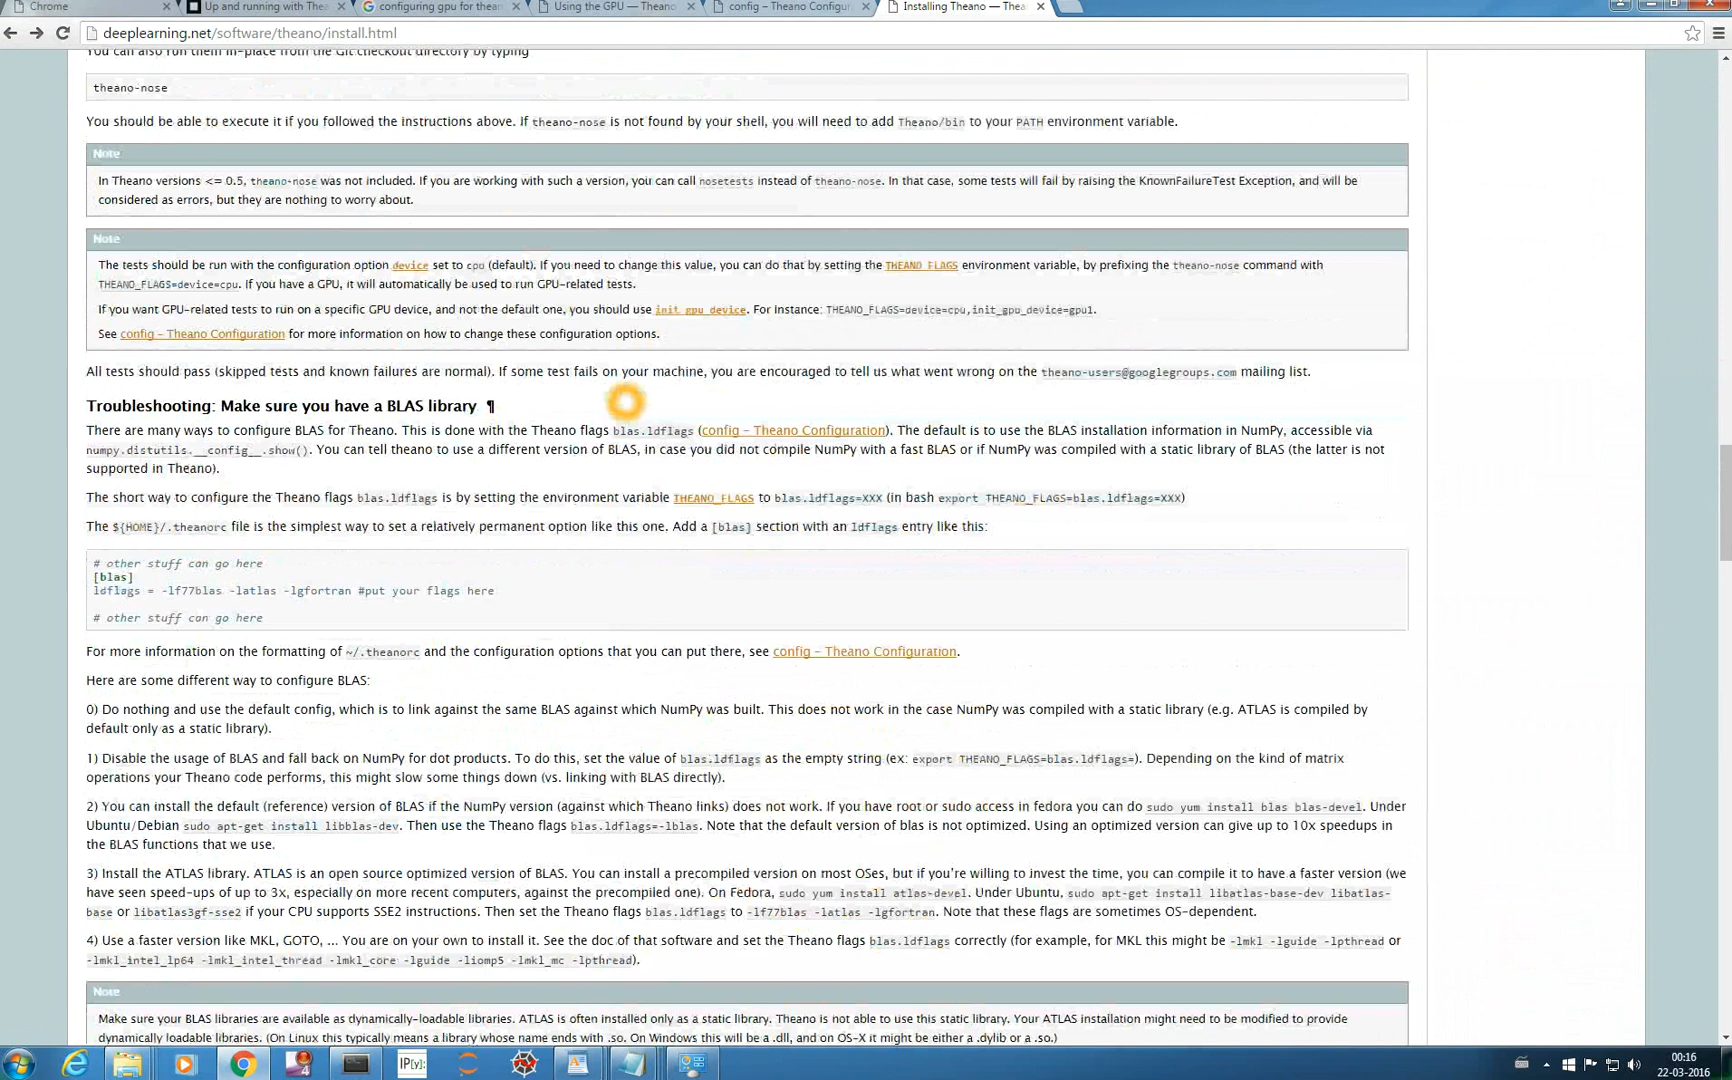 Chrome
Up and running with Thea
configuring gpu for thean
Using the GPU — Theano
config – Theano Configur
Installing Theano — Thea
deeplearning.net/software/theano/install.html
You can also run them in-place from the Git checkout directory by typing
theano-nose
You should be able to execute it if you followed the instructions above. If theano-nose is not found by your shell, you will need to add Theano/bin to your PATH environment variable.
Note
In Theano versions <= 0.5, theano-nose was not included. If you are working with such a version, you can call nosetests instead of theano-nose. In that case, some tests will fail by raising the KnownFailureTest Exception, and will be
considered as errors, but they are nothing to worry about.
Note
The tests should be run with the configuration option device set to cpu (default). If you need to change this value, you can do that by setting the THEANO_FLAGS environment variable, by prefixing the theano-nose command with
THEANO_FLAGS=device=cpu. If you have a GPU, it will automatically be used to run GPU-related tests.
If you want GPU-related tests to run on a specific GPU device, and not the default one, you should use init_gpu_device. For instance: THEANO_FLAGS=device=cpu,init_gpu_device=gpu1.
See config – Theano Configuration for more information on how to change these configuration options.
All tests should pass (skipped tests and known failures are normal). If some test fails on your machine, you are encouraged to tell us what went wrong on the theano-users@googlegroups.com mailing list.
Troubleshooting: Make sure you have a BLAS library ¶
There are many ways to configure BLAS for Theano. This is done with the Theano flags blas.ldflags (config – Theano Configuration). The default is to use the BLAS installation information in NumPy, accessible via
numpy.distutils.__config__.show(). You can tell theano to use a different version of BLAS, in case you did not compile NumPy with a fast BLAS or if NumPy was compiled with a static library of BLAS (the latter is not
supported in Theano).
The short way to configure the Theano flags blas.ldflags is by setting the environment variable THEANO_FLAGS to blas.ldflags=XXX (in bash export THEANO_FLAGS=blas.ldflags=XXX)
The ${HOME}/.theanorc file is the simplest way to set a relatively permanent option like this one. Add a [blas] section with an ldflags entry like this:
# other stuff can go here
[blas]
ldflags = -lf77blas -latlas -lgfortran #put your flags here
# other stuff can go here
For more information on the formatting of ~/.theanorc and the configuration options that you can put there, see config – Theano Configuration.
Here are some different way to configure BLAS:
0) Do nothing and use the default config, which is to link against the same BLAS against which NumPy was built. This does not work in the case NumPy was compiled with a static library (e.g. ATLAS is compiled by
default only as a static library).
1) Disable the usage of BLAS and fall back on NumPy for dot products. To do this, set the value of blas.ldflags as the empty string (ex: export THEANO_FLAGS=blas.ldflags=). Depending on the kind of matrix
operations your Theano code performs, this might slow some things down (vs. linking with BLAS directly).
2) You can install the default (reference) version of BLAS if the NumPy version (against which Theano links) does not work. If you have root or sudo access in fedora you can do sudo yum install blas blas-devel. Under
Ubuntu/Debian sudo apt-get install libblas-dev. Then use the Theano flags blas.ldflags=-lblas. Note that the default version of blas is not optimized. Using an optimized version can give up to 10x speedups in
the BLAS functions that we use.
3) Install the ATLAS library. ATLAS is an open source optimized version of BLAS. You can install a precompiled version on most OSes, but if you're willing to invest the time, you can compile it to have a faster version (we
have seen speed-ups of up to 3x, especially on more recent computers, against the precompiled one). On Fedora, sudo yum install atlas-devel. Under Ubuntu, sudo apt-get install libatlas-base-dev libatlas-
base or libatlas3gf-sse2 if your CPU supports SSE2 instructions. Then set the Theano flags blas.ldflags to -lf77blas -latlas -lgfortran. Note that these flags are sometimes OS-dependent.
4) Use a faster version like MKL, GOTO, ... You are on your own to install it. See the doc of that software and set the Theano flags blas.ldflags correctly (for example, for MKL this might be -lmkl -lguide -lpthread or
-lmkl_intel_lp64 -lmkl_intel_thread -lmkl_core -lguide -liomp5 -lmkl_mc -lpthread).
Note
Make sure your BLAS libraries are available as dynamically-loadable libraries. ATLAS is often installed only as a static library. Theano is not able to use this static library. Your ATLAS installation might need to be modified to provide
dynamically loadable libraries. (On Linux this typically means a library whose name ends with .so. On Windows this will be a .dll, and on OS-X it might be either a .dylib or a .so.)
IP[y]:
00:16
22-03-2016